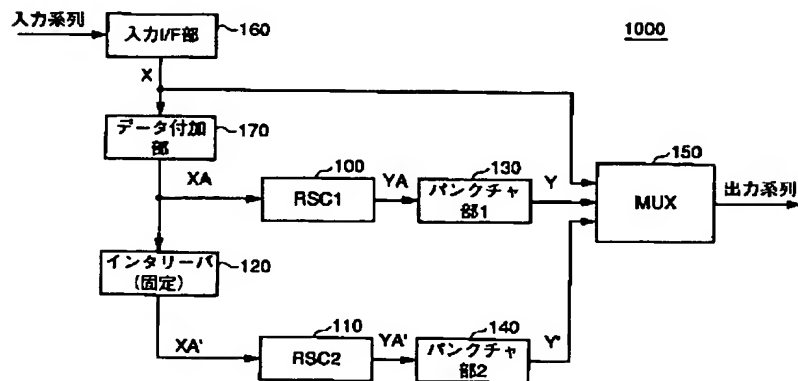 入力系列
入力I/F部
160
1000
X
データ付加
部
170
XA
100
RSC1
YA
130
パンクチャ
部1
Y
150
MUX
出力系列
インタリーバ
(固定)
120
XA'
110
RSC2
YA'
140
パンクチャ
部2
Y'